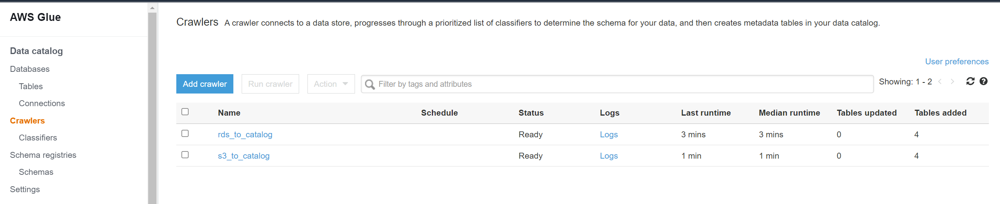 AWS Glue
Data catalog
Databases
Tables
Connections
Crawlers
Classifiers
Schema registries
Schemas
Settings
Crawlers A crawler connects to a data store, progresses through a prioritized list of classifiers to determine the schema for your data, and then creates metadata tables in your data catalog.
User preferences
Add crawler Run crawler Action Filter by tags and attributes Showing: 1 - 2
Name Schedule Status Logs Last runtime Median runtime Tables updated Tables added
rds_to_catalog Ready Logs 3 mins 3 mins 0 4
s3_to_catalog Ready Logs 1 min 1 min 0 4